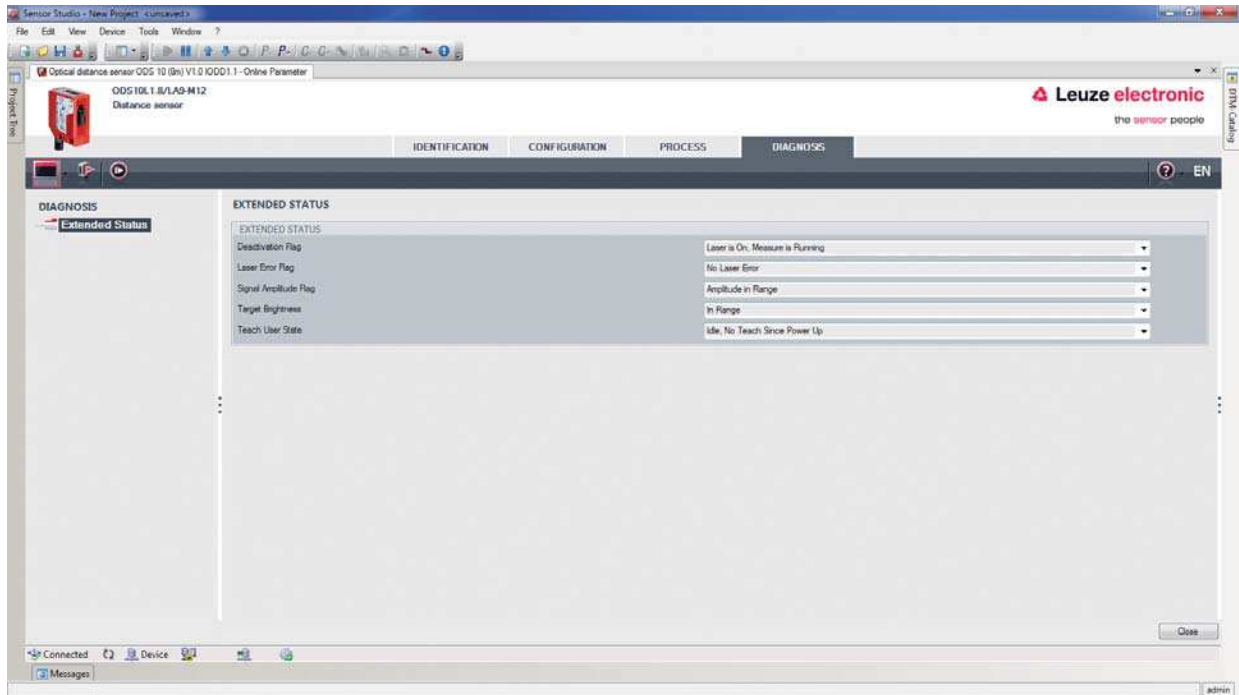 Sensor Studio - New Project <unsaved>
File Edit View Device Tools Window ?
Optical distance sensor ODS 10 (8m) V1.0 IODD1.1 - Online Parameter
Project Tree
DTM-Catalog
ODS10L1.8/LA9-M12
Distance sensor
Leuze electronic
the sensor people
IDENTIFICATION CONFIGURATION PROCESS DIAGNOSIS
EN
DIAGNOSIS
Extended Status
EXTENDED STATUS
EXTENDED STATUS
Deactivation Flag Laser is On, Measure is Running
Laser Error Flag No Laser Error
Signal Amplitude Flag Amplitude in Range
Target Brightness In Range
Teach User State Idle, No Teach Since Power Up
Close
Connected Device
Messages
admin